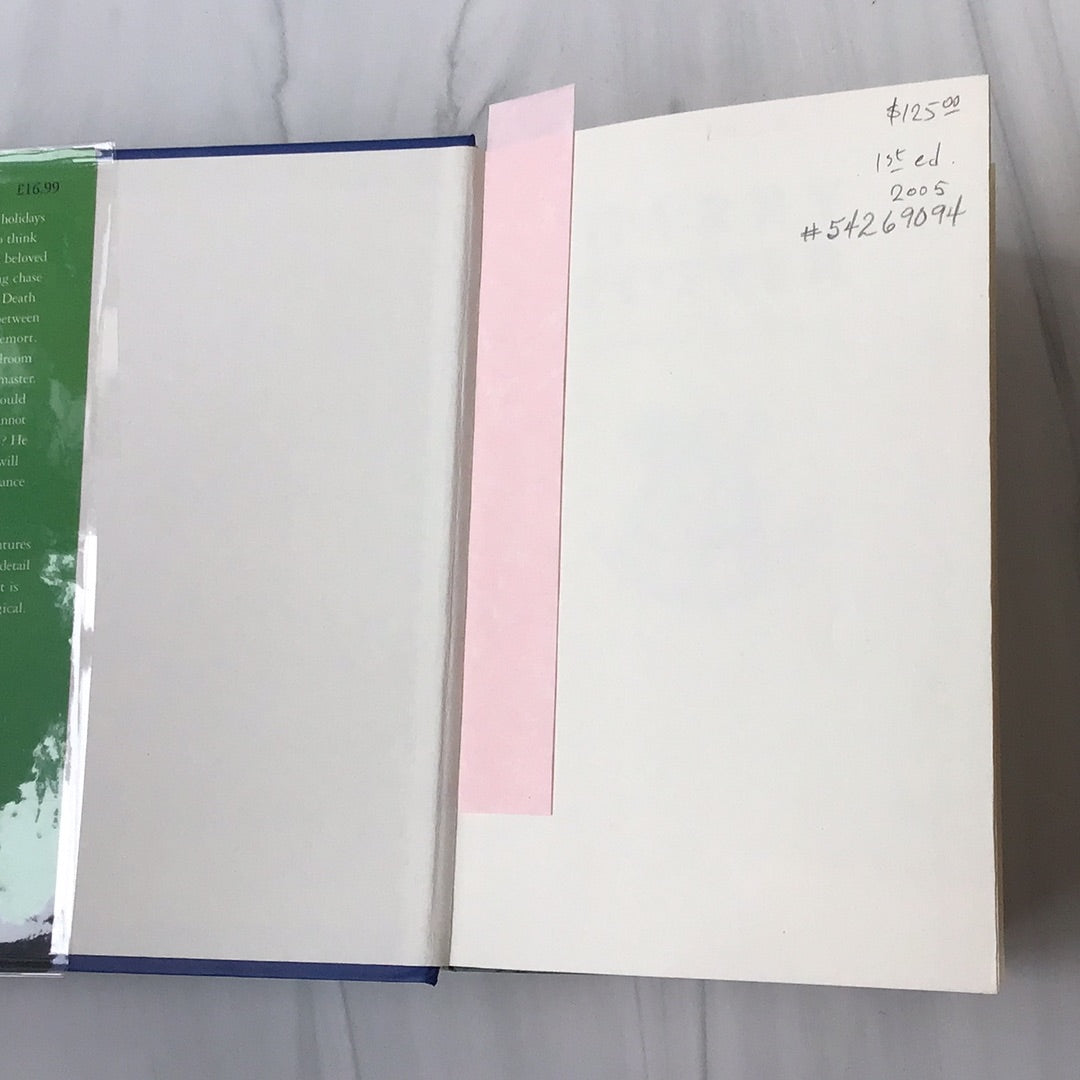 £16.99
holidays
think
beloved
chase
Death
etween
emort.
droom
master.
ould
nnot
? He
will
ance
tures
detail
t is
gical.
$125⁰⁰
1st ed.
2005
#54269094